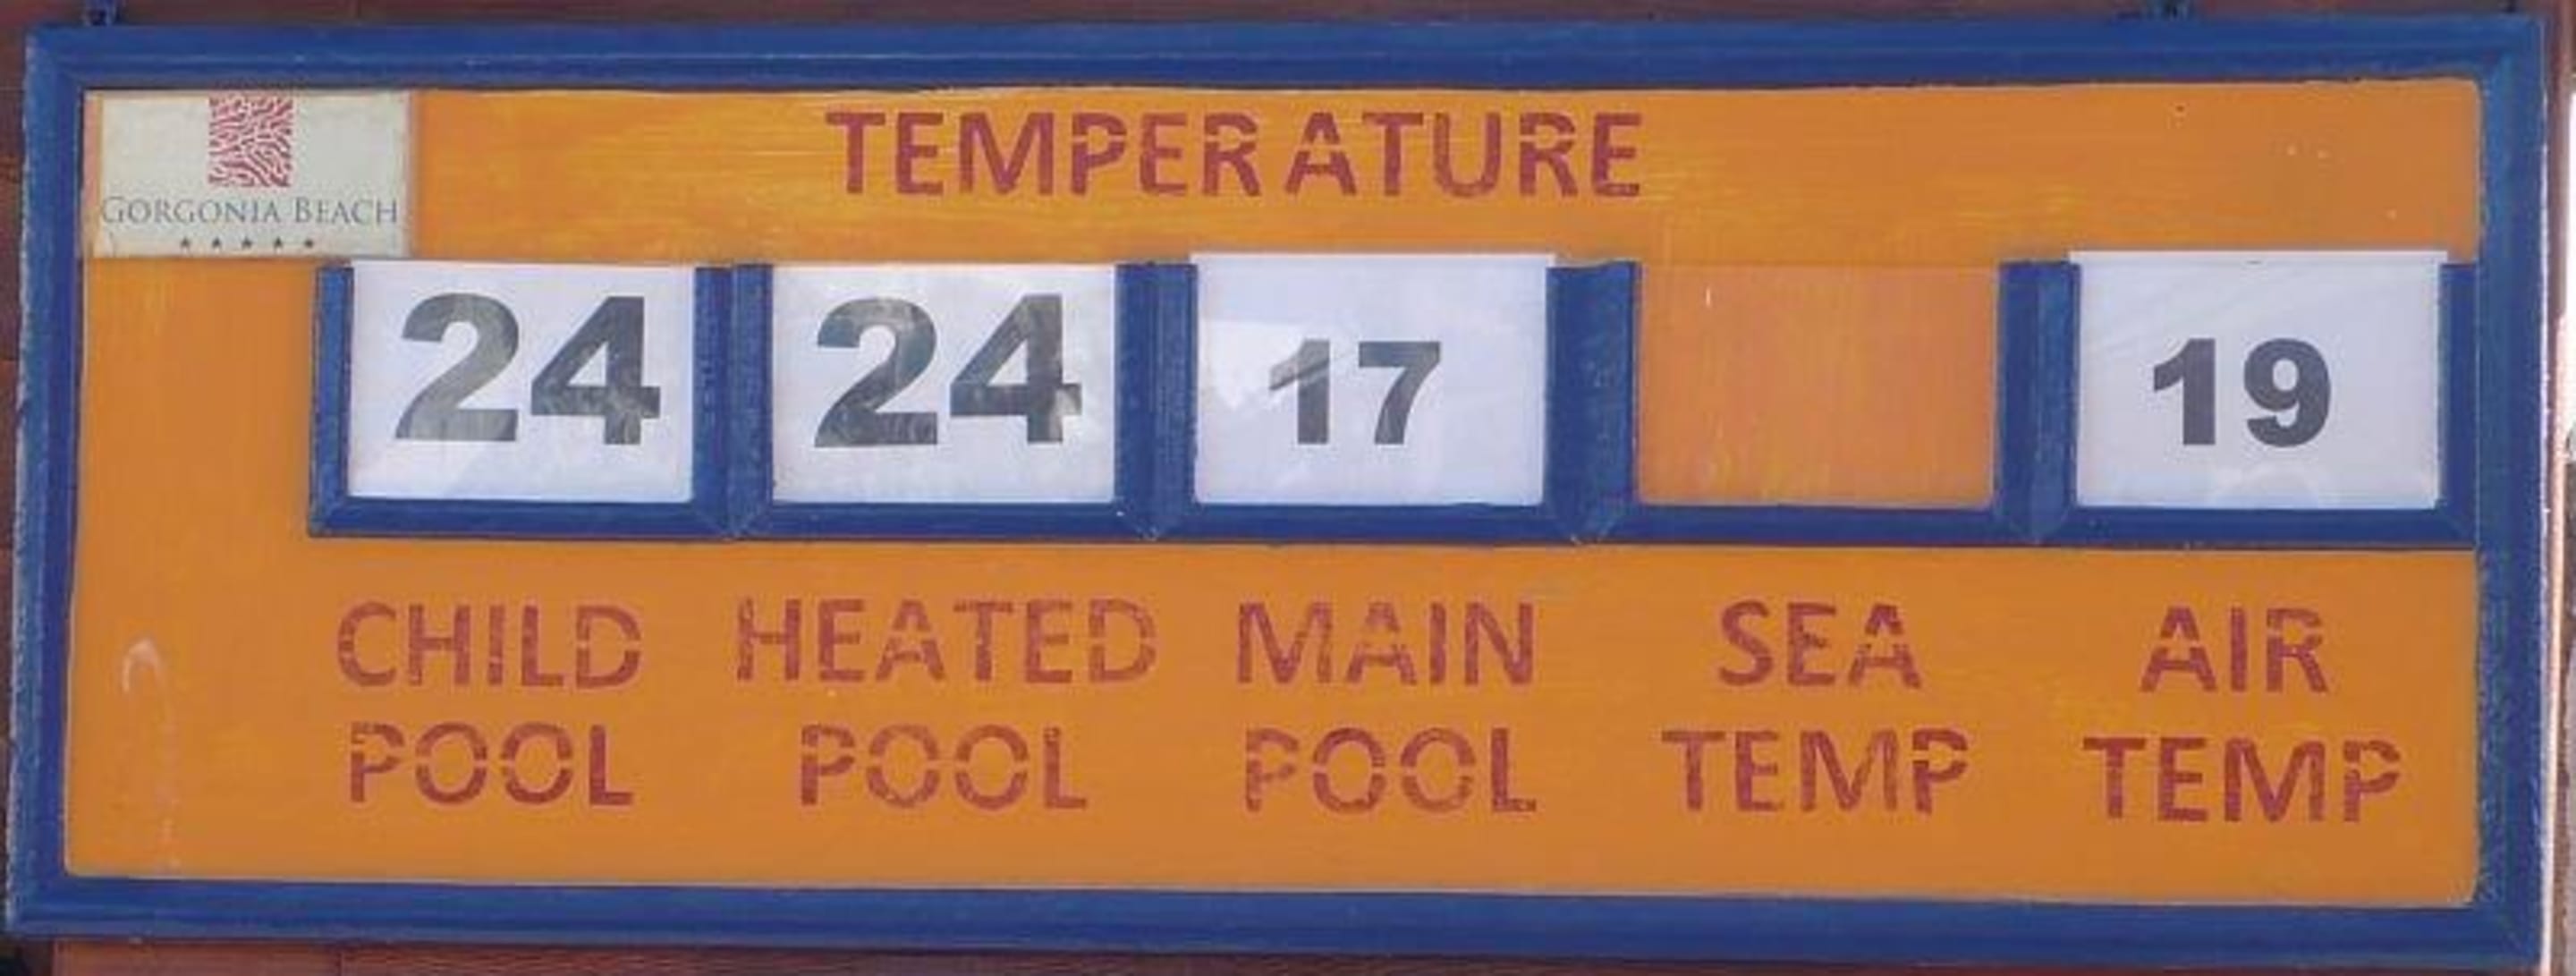 TEMPERATURE
GORGONIA BEACH
★★★★★
24 24 17 19
CHILD HEATED MAIN SEA AIR
POOL POOL POOL TEMP TEMP